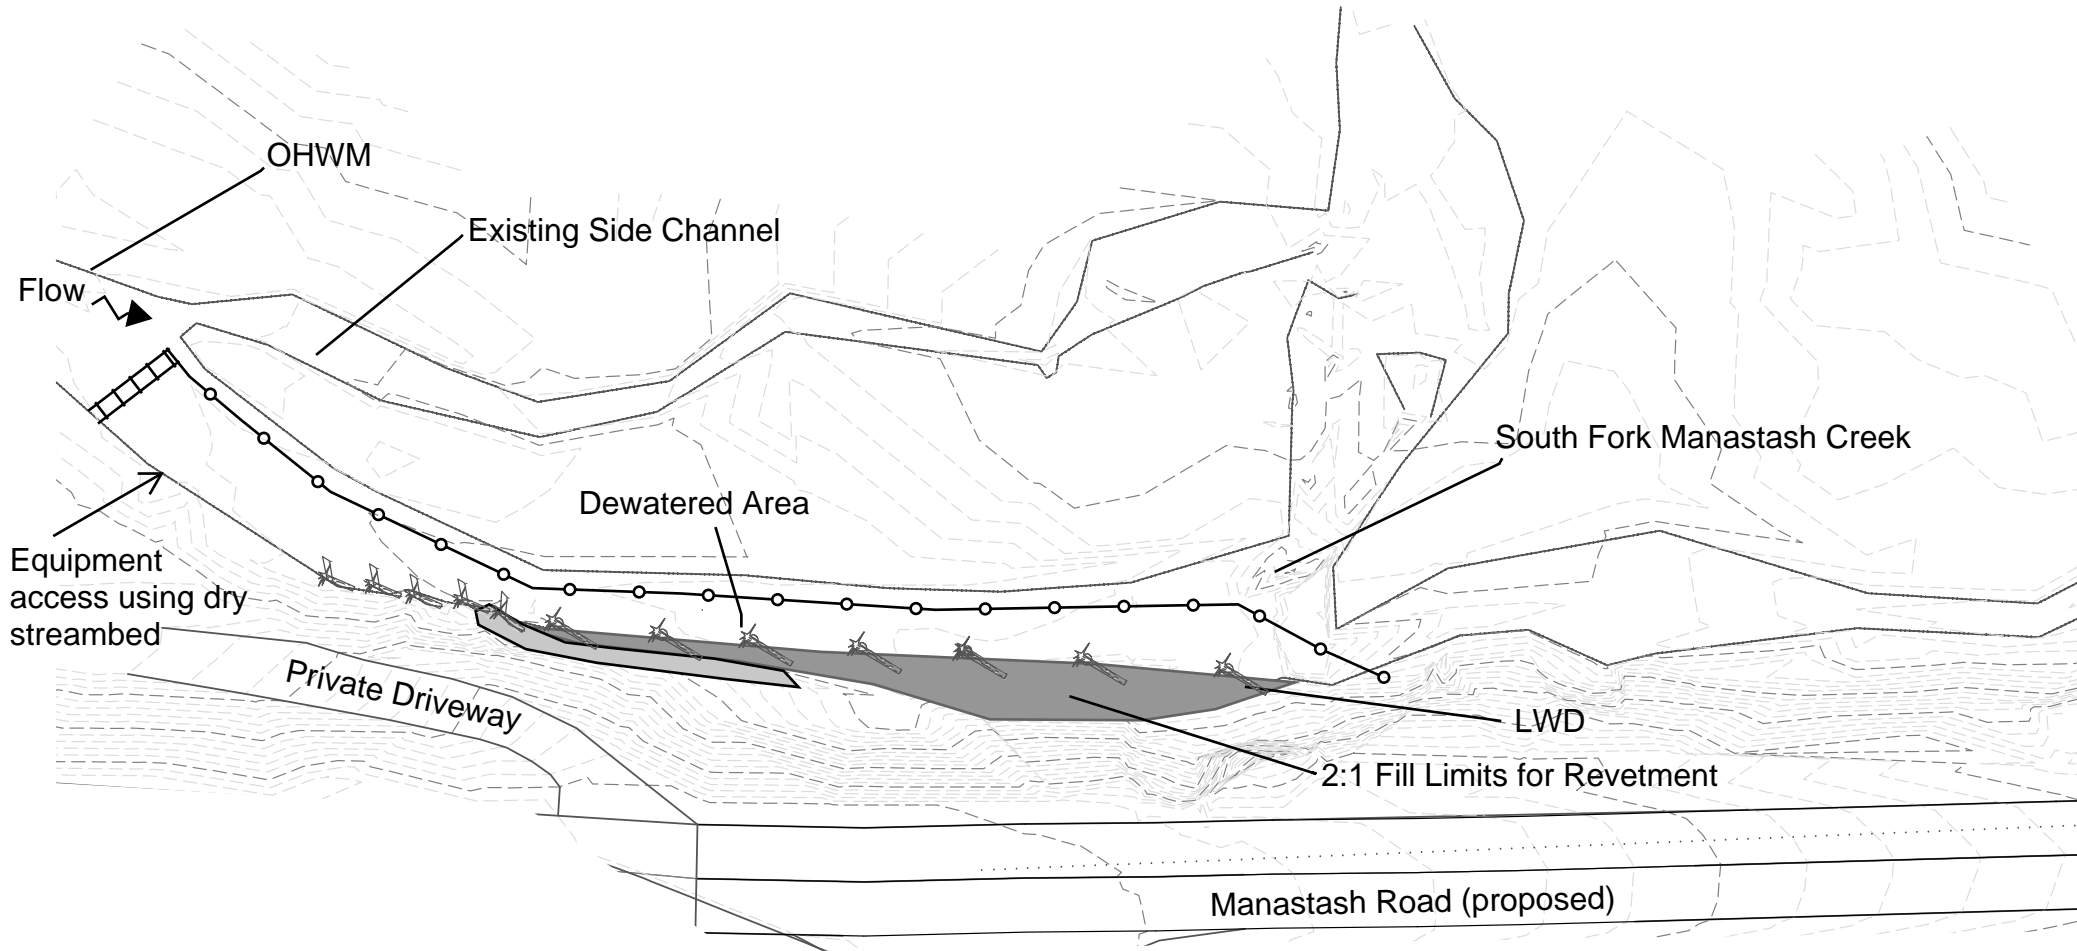 OHWM
Existing Side Channel
Flow
South Fork Manastash Creek
Dewatered Area
Equipment
access using dry
streambed
Private Driveway
LWD
2:1 Fill Limits for Revetment
Manastash Road (proposed)